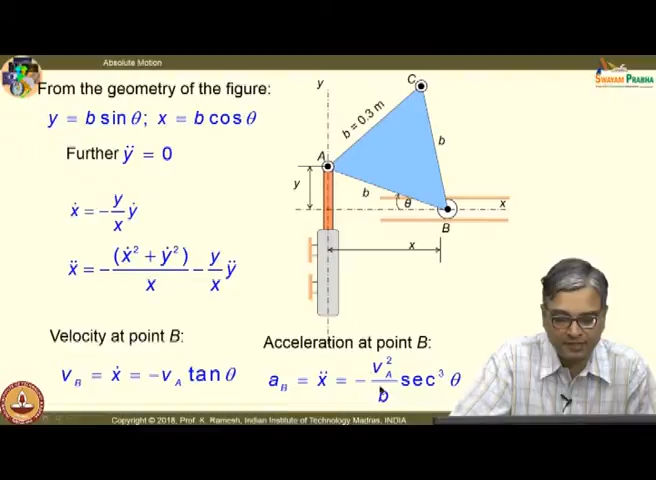 Absolute Motion
SWAYAM PRABHA
From the geometry of the figure:
y = b sin θ; x = b cos θ
Further ÿ = 0
ẋ = − y/x ẏ
ẍ = − (ẋ² + ẏ²)/x − y/x ÿ
Velocity at point B:
v_B = ẋ = −v_A tan θ
y
C
b = 0.3 m
A
b
y
b
θ
x
B
x
Acceleration at point B:
a_B = ẍ = − v_A²/b sec³ θ
Copyright © 2018, Prof. K. Ramesh, Indian Institute of Technology Madras, INDIA